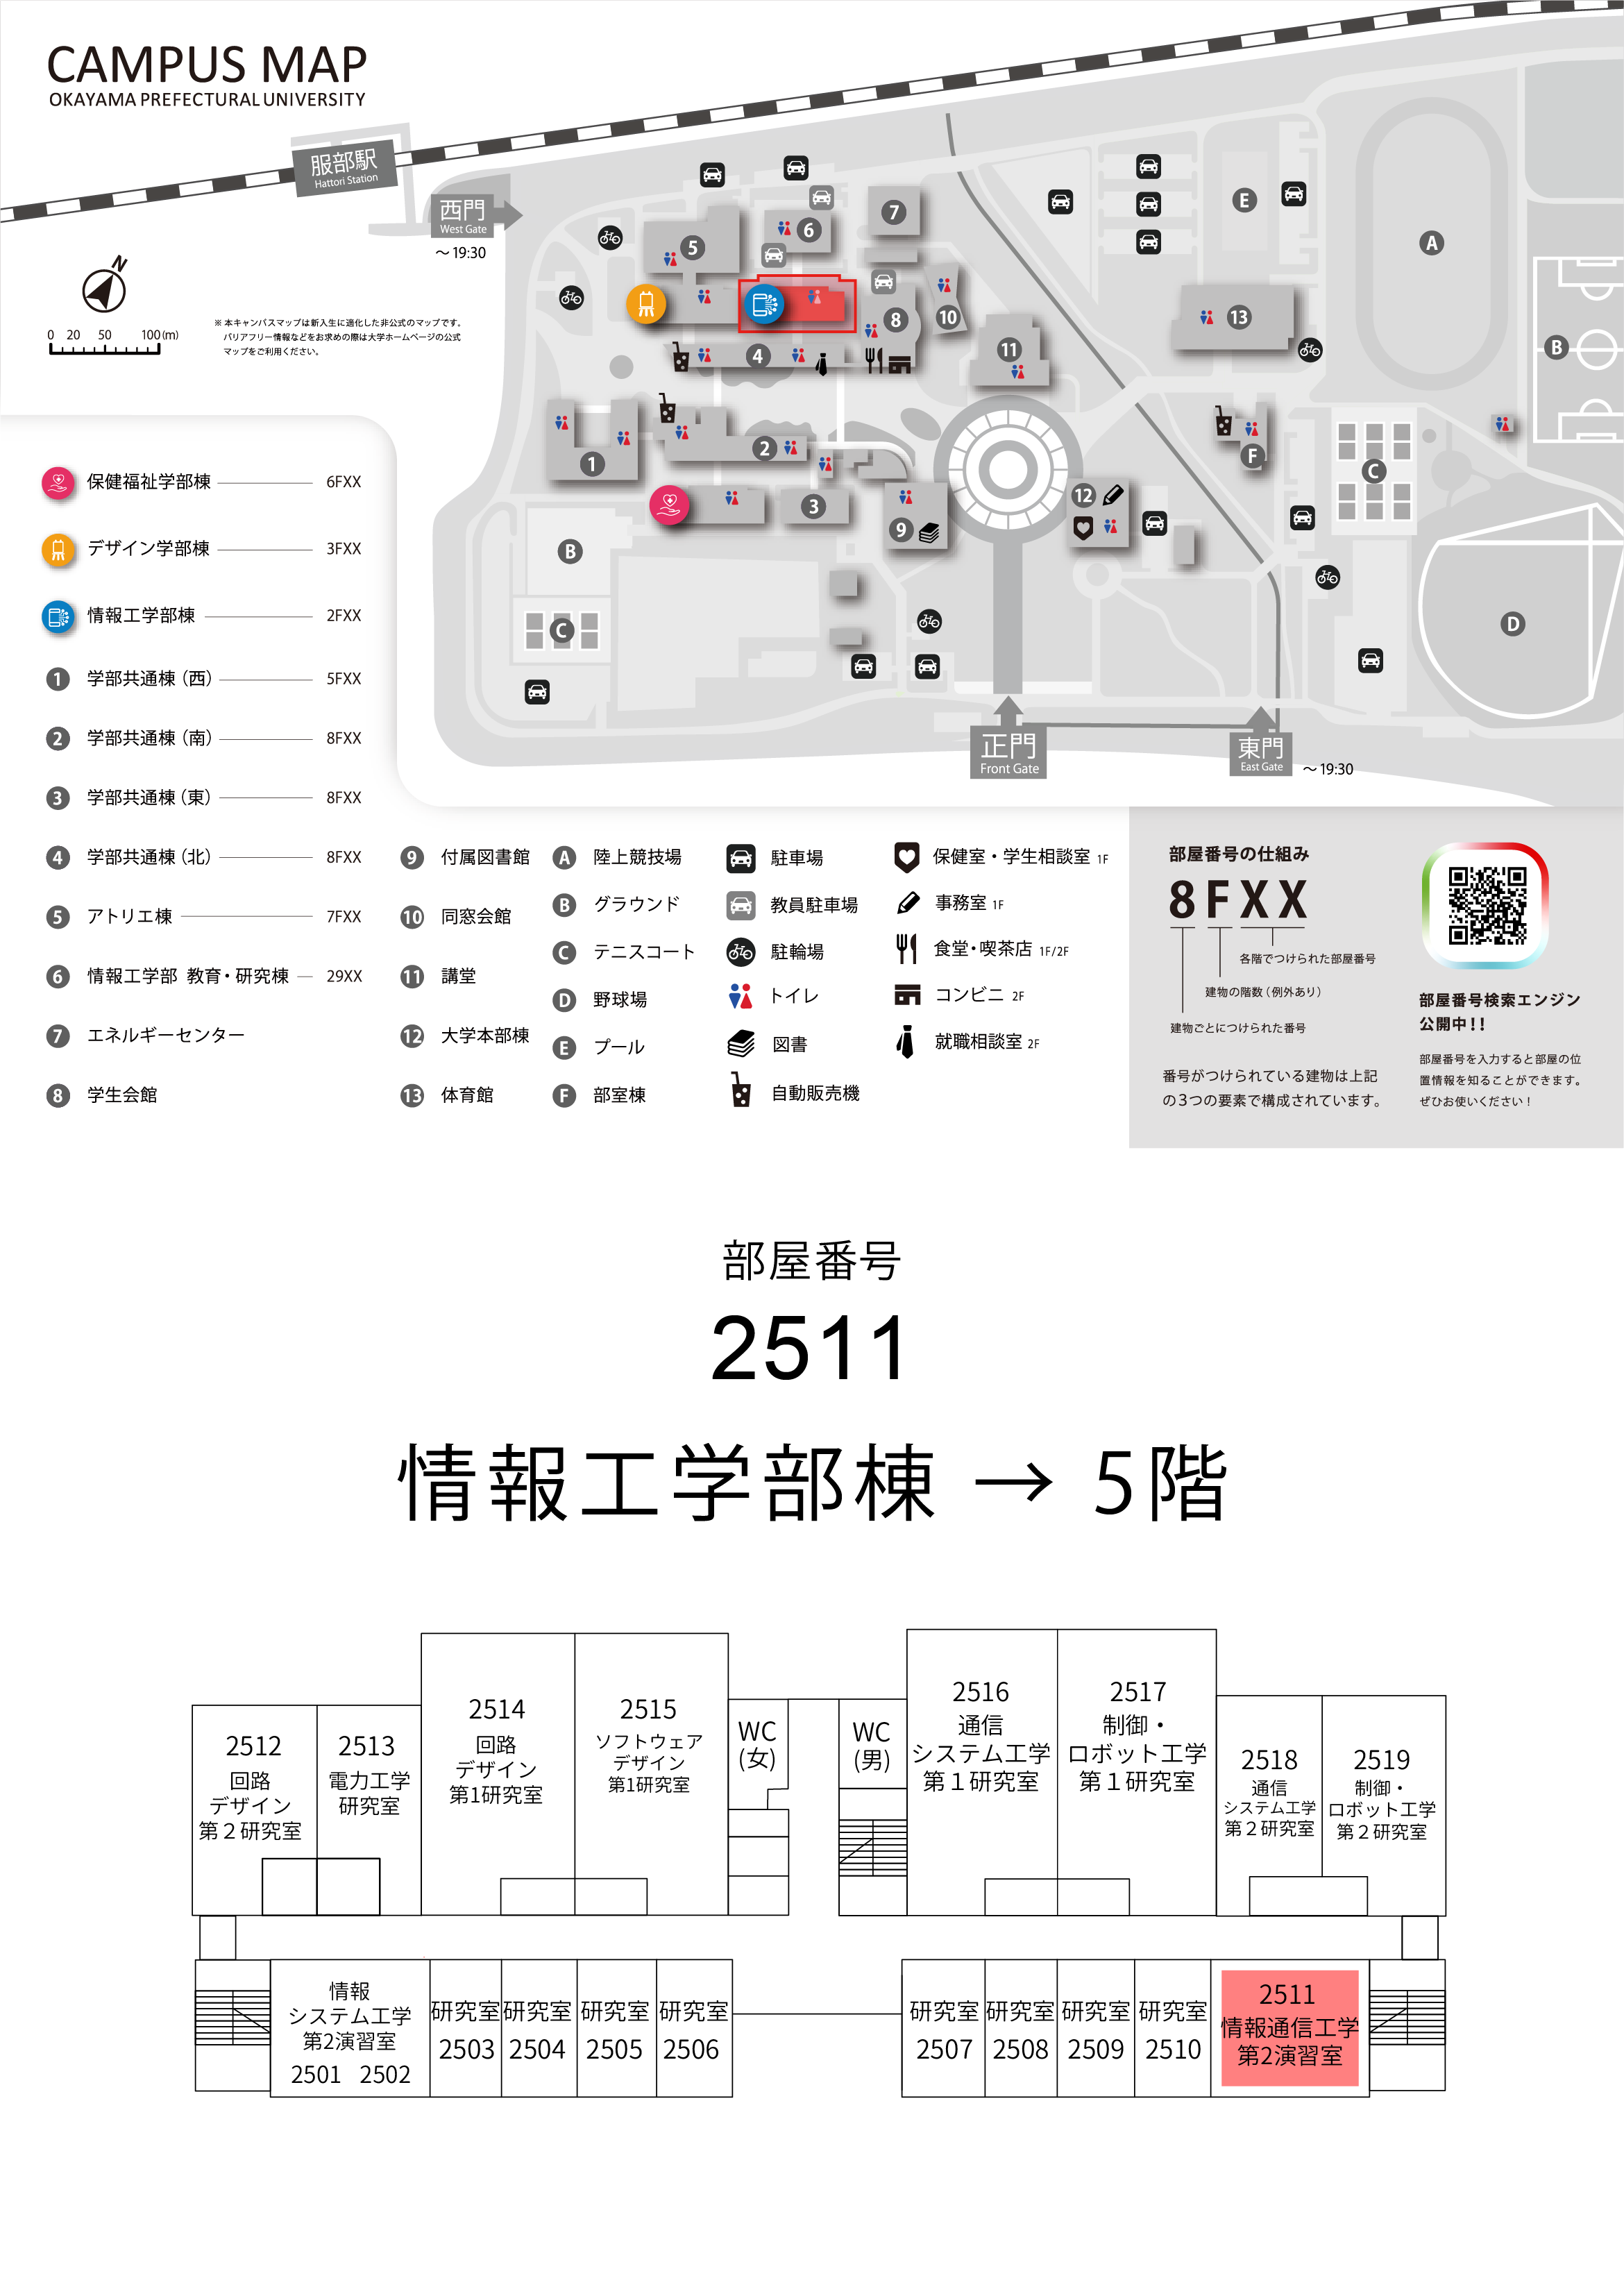 CAMPUS MAP
OKAYAMA PREFECTURAL UNIVERSITY
服部駅
Hattori Station
西門
West Gate
～19:30
N
0 20 50 100(m)
※ 本キャンパスマップは新入生に適化した非公式のマップです。
バリアフリー情報などをお求めの際は大学ホームページの公式
マップをご利用ください。
5
6
7
8
10
11
4
13
E
A
B
1
2
3
9
12
F
C
B
C
D
正門
Front Gate
東門
East Gate
～19:30
保健福祉学部棟 6FXX
デザイン学部棟 3FXX
情報工学部棟 2FXX
1 学部共通棟（西） 5FXX
2 学部共通棟（南） 8FXX
3 学部共通棟（東） 8FXX
4 学部共通棟（北） 8FXX
5 アトリエ棟 7FXX
6 情報工学部 教育・研究棟 29XX
7 エネルギーセンター
8 学生会館
9 付属図書館
10 同窓会館
11 講堂
12 大学本部棟
13 体育館
A 陸上競技場
B グラウンド
C テニスコート
D 野球場
E プール
F 部室棟
駐車場
教員駐車場
駐輪場
トイレ
図書
自動販売機
保健室・学生相談室 1F
事務室 1F
食堂・喫茶店 1F/2F
コンビニ 2F
就職相談室 2F
部屋番号の仕組み
8FXX
各階でつけられた部屋番号
建物の階数（例外あり）
建物ごとにつけられた番号
番号がつけられている建物は上記
の3つの要素で構成されています。
部屋番号検索エンジン
公開中！！
部屋番号を入力すると部屋の位
置情報を知ることができます。
ぜひお使いください！
部屋番号
2511
情報工学部棟 → 5階
2512
回路
デザイン
第２研究室
2513
電力工学
研究室
2514
回路
デザイン
第1研究室
2515
ソフトウェア
デザイン
第1研究室
WC
(女)
WC
(男)
2516
通信
システム工学
第１研究室
2517
制御・
ロボット工学
第１研究室
2518
通信
システム工学
第２研究室
2519
制御・
ロボット工学
第２研究室
情報
システム工学
第2演習室
2501 2502
研究室
2503
研究室
2504
研究室
2505
研究室
2506
研究室
2507
研究室
2508
研究室
2509
研究室
2510
2511
情報通信工学
第2演習室